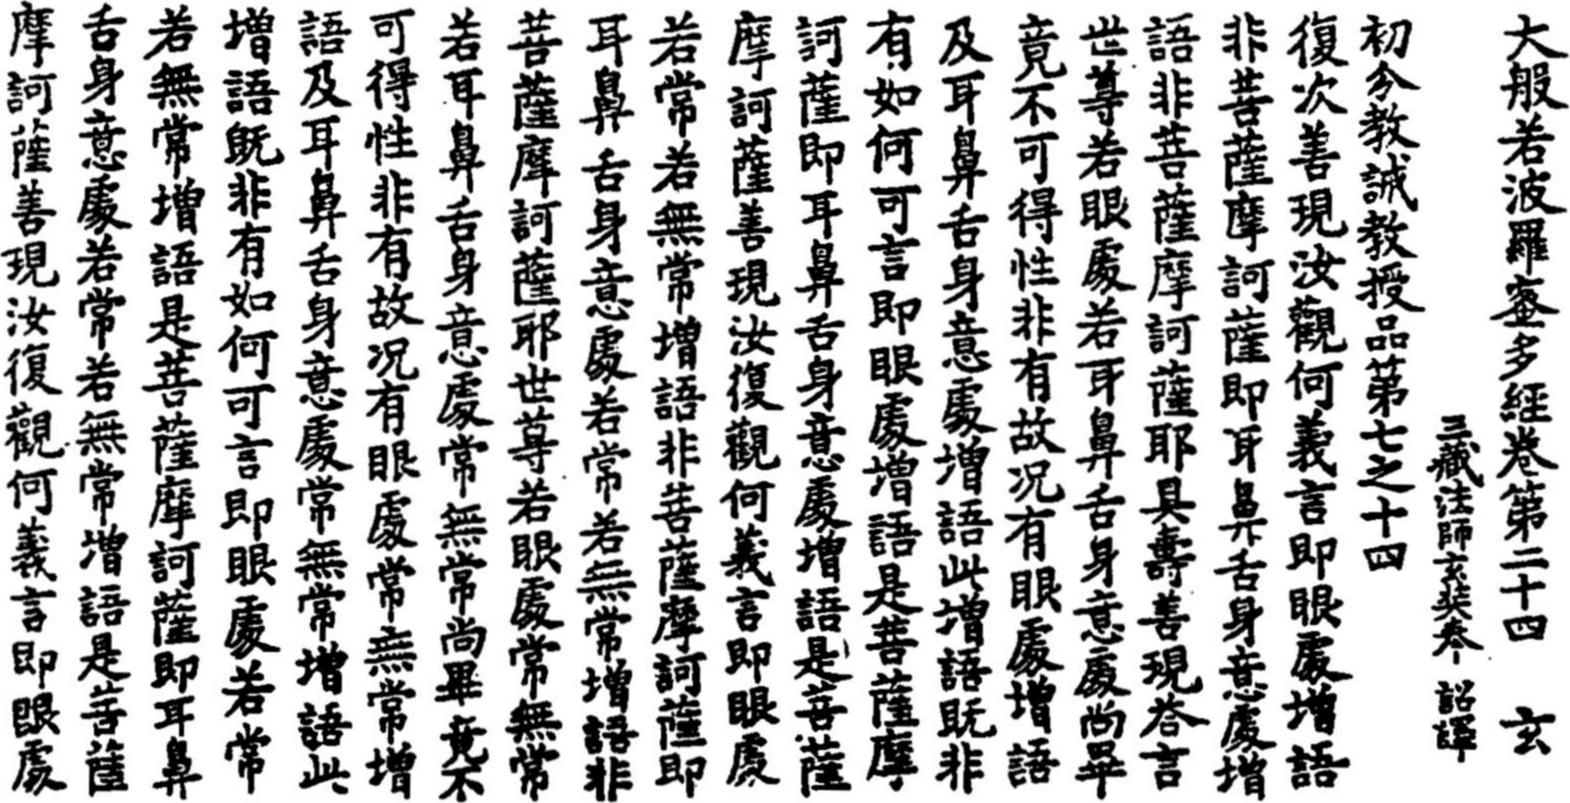 大般若波羅蜜多經卷第二十四　玄
三藏法師玄奘奉　詔譯
初分教誡教授品第七之十四
復次善現汝觀何義言即眼處增語
非菩薩摩訶薩即耳鼻舌身意處增
語非菩薩摩訶薩耶具壽善現荅言
世尊若眼處若耳鼻舌身意處尚畢
竟不可得性非有故况有眼處增語
及耳鼻舌身意處增語此增語既非
有如何可言即眼處增語是菩薩摩
訶薩即耳鼻舌身意處增語是菩薩
摩訶薩善現汝復觀何義言即眼處
若常若無常增語非菩薩摩訶薩即
耳鼻舌身意處若常若無常增語非
菩薩摩訶薩耶世尊若眼處常無常
若耳鼻舌身意處常無常尚畢竟不
可得性非有故况有眼處常無常增
語及耳鼻舌身意處常無常增語此
增語既非有如何可言即眼處若常
若無常增語是菩薩摩訶薩即耳鼻
舌身意處若常若無常增語是菩薩
摩訶薩善現汝復觀何義言即眼處